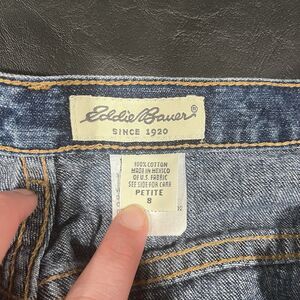 Eddie Bauer®
SINCE 1920
100% COTTON
MADE IN MEXICO
OF U.S. FABRIC
SEE SIDE FOR CARE
PETITE
8